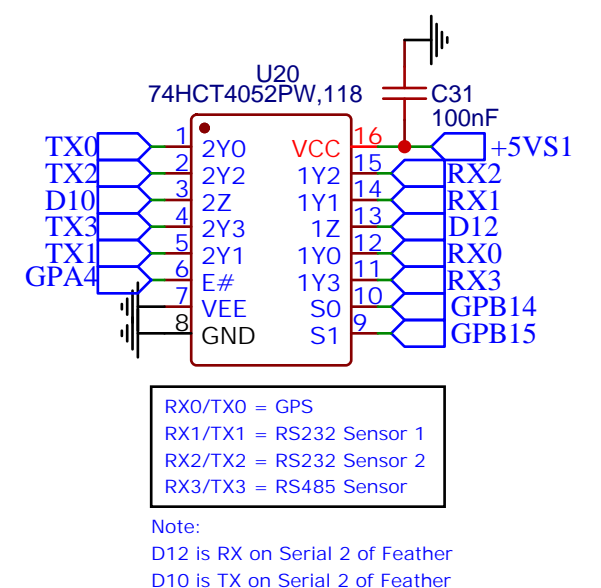 U20
74HCT4052PW,118
C31
100nF
TX0 1 2Y0 VCC 16 +5VS1
TX2 2 2Y2 1Y2 15 RX2
D10 3 2Z 1Y1 14 RX1
TX3 4 2Y3 1Z 13 D12
TX1 5 2Y1 1Y0 12 RX0
GPA4 6 E# 1Y3 11 RX3
7 VEE S0 10 GPB14
8 GND S1 9 GPB15
RX0/TX0 = GPS
RX1/TX1 = RS232 Sensor 1
RX2/TX2 = RS232 Sensor 2
RX3/TX3 = RS485 Sensor
Note:
D12 is RX on Serial 2 of Feather
D10 is TX on Serial 2 of Feather